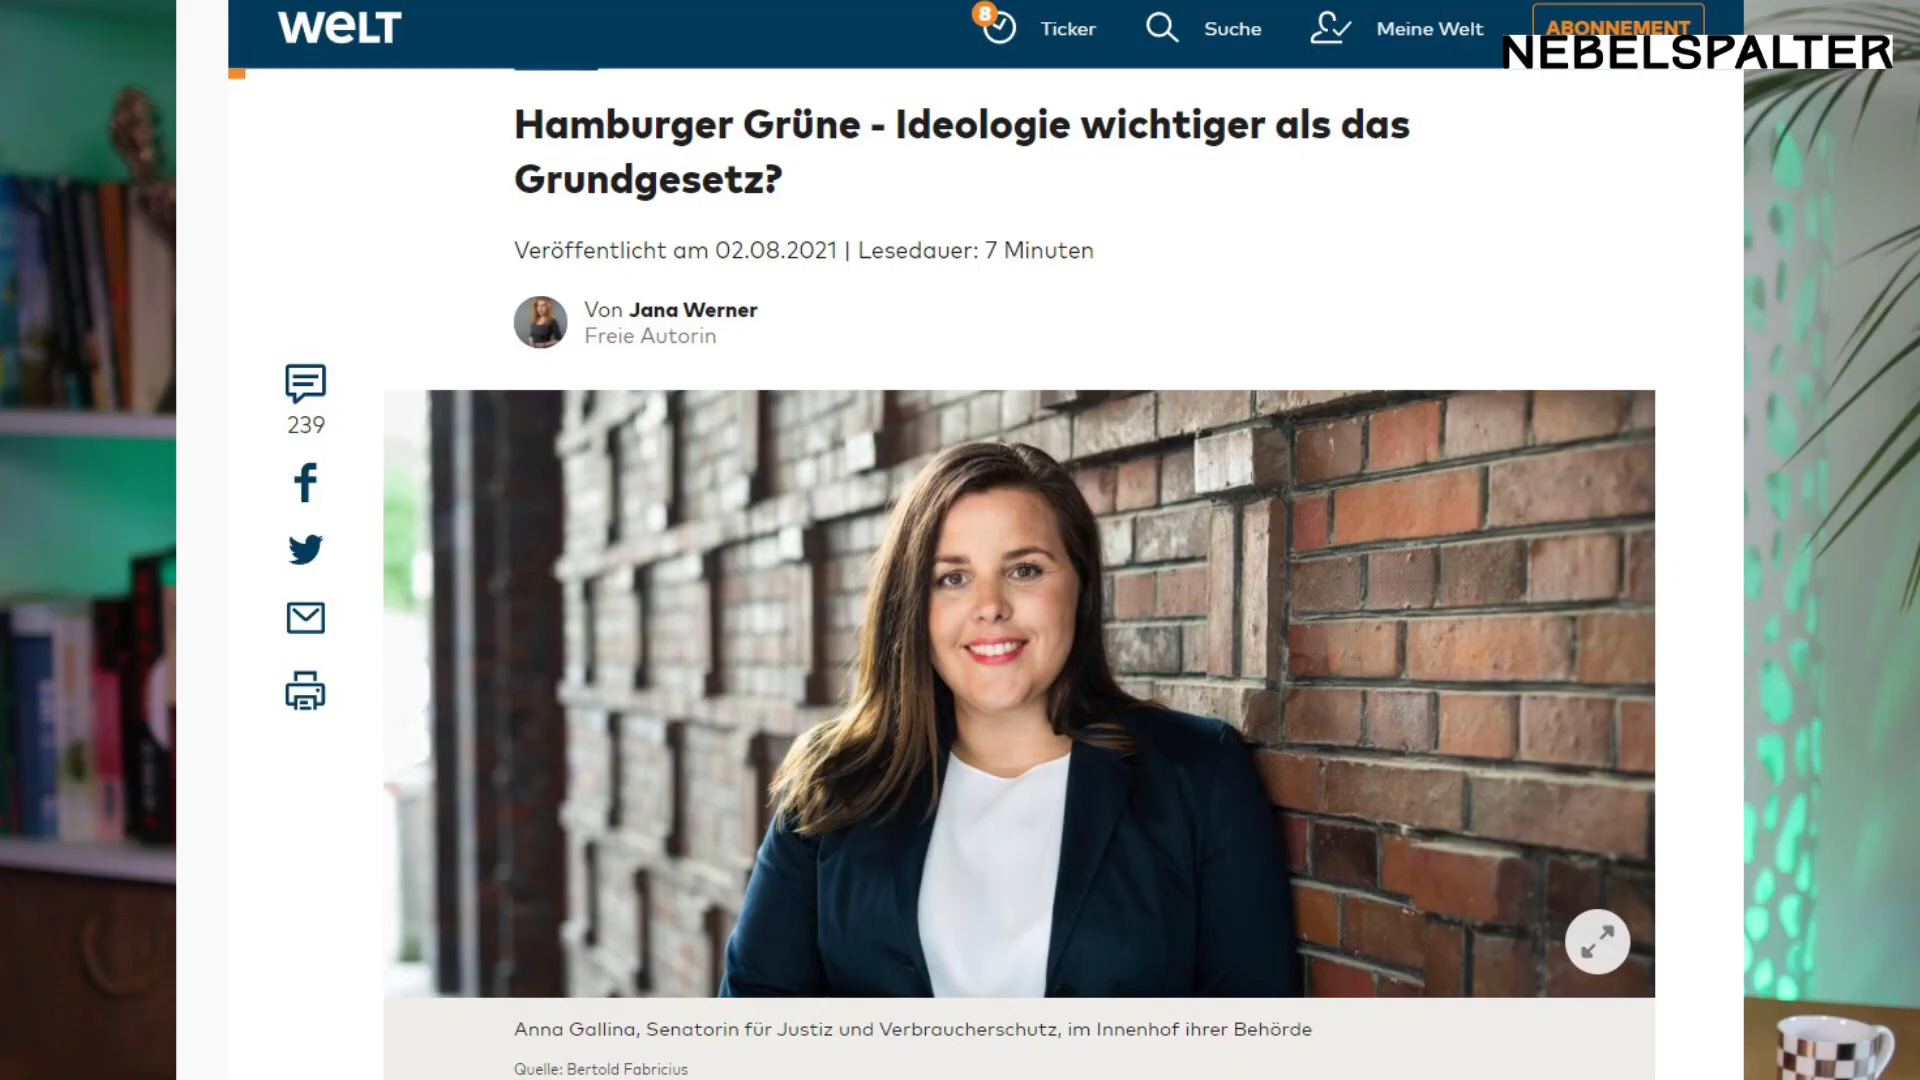 WELT
8
Ticker
Suche
Meine Welt
ABONNEMENT
NEBELSPALTER
Hamburger Grüne - Ideologie wichtiger als das
Grundgesetz?
Veröffentlicht am 02.08.2021 | Lesedauer: 7 Minuten
Von Jana Werner
Freie Autorin
239
Anna Gallina, Senatorin für Justiz und Verbraucherschutz, im Innenhof ihrer Behörde
Quelle: Bertold Fabricius